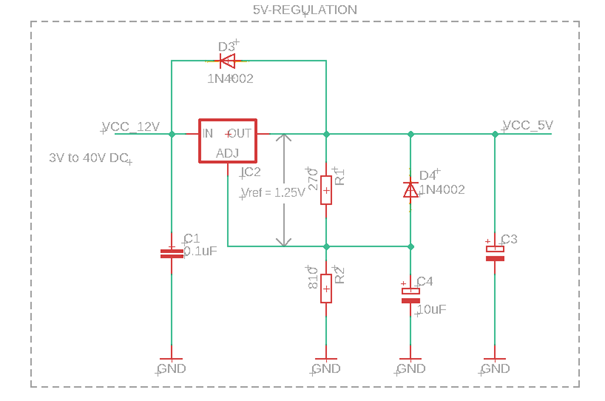 5V-REGULATION
D3
1N4002
VCC_12V
IN
OUT
VCC_5V
ADJ
3V to 40V DC
IC2
Vref = 1.25V
270
R1
D4
1N4002
C1
0.1uF
C3
810
R2
C4
10uF
GND
GND
GND
GND